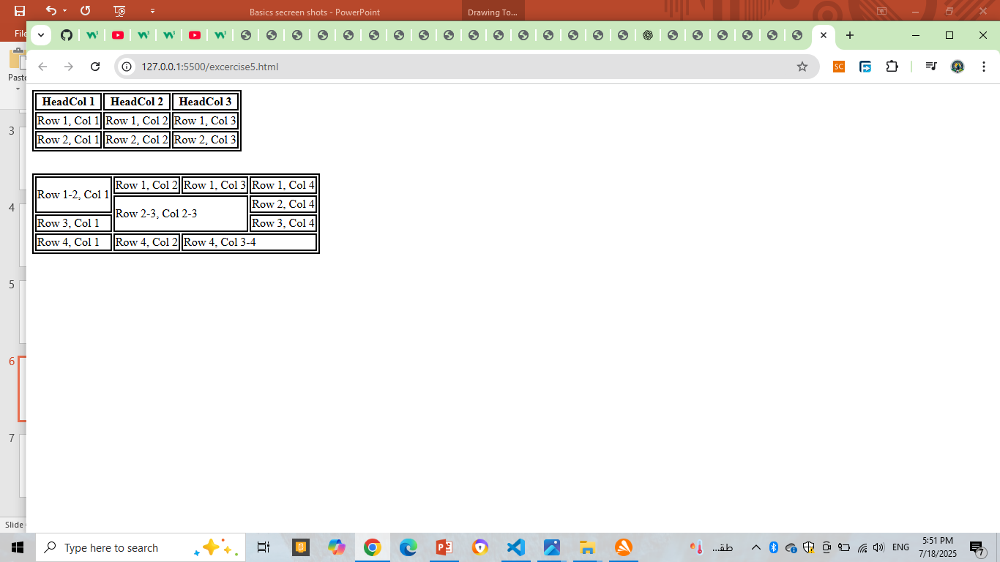 Basics secreen shots - PowerPoint
Drawing To...
File
127.0.0.1:5500/excercise5.html
SC
Paste
HeadCol 1 HeadCol 2 HeadCol 3
Row 1, Col 1 Row 1, Col 2 Row 1, Col 3
Row 2, Col 1 Row 2, Col 2 Row 2, Col 3
Row 1-2, Col 1 Row 1, Col 2 Row 1, Col 3 Row 1, Col 4
Row 2-3, Col 2-3 Row 2, Col 4
Row 3, Col 1 Row 3, Col 4
Row 4, Col 1 Row 4, Col 2 Row 4, Col 3-4
3
4
5
6
7
Slide
Type here to search
طقـ...
ENG
5:51 PM
7/18/2025
7